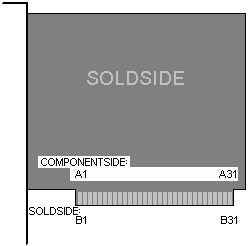 SOLDSIDE
COMPONENTSIDE:
A1 A31
SOLDSIDE:
B1 B31